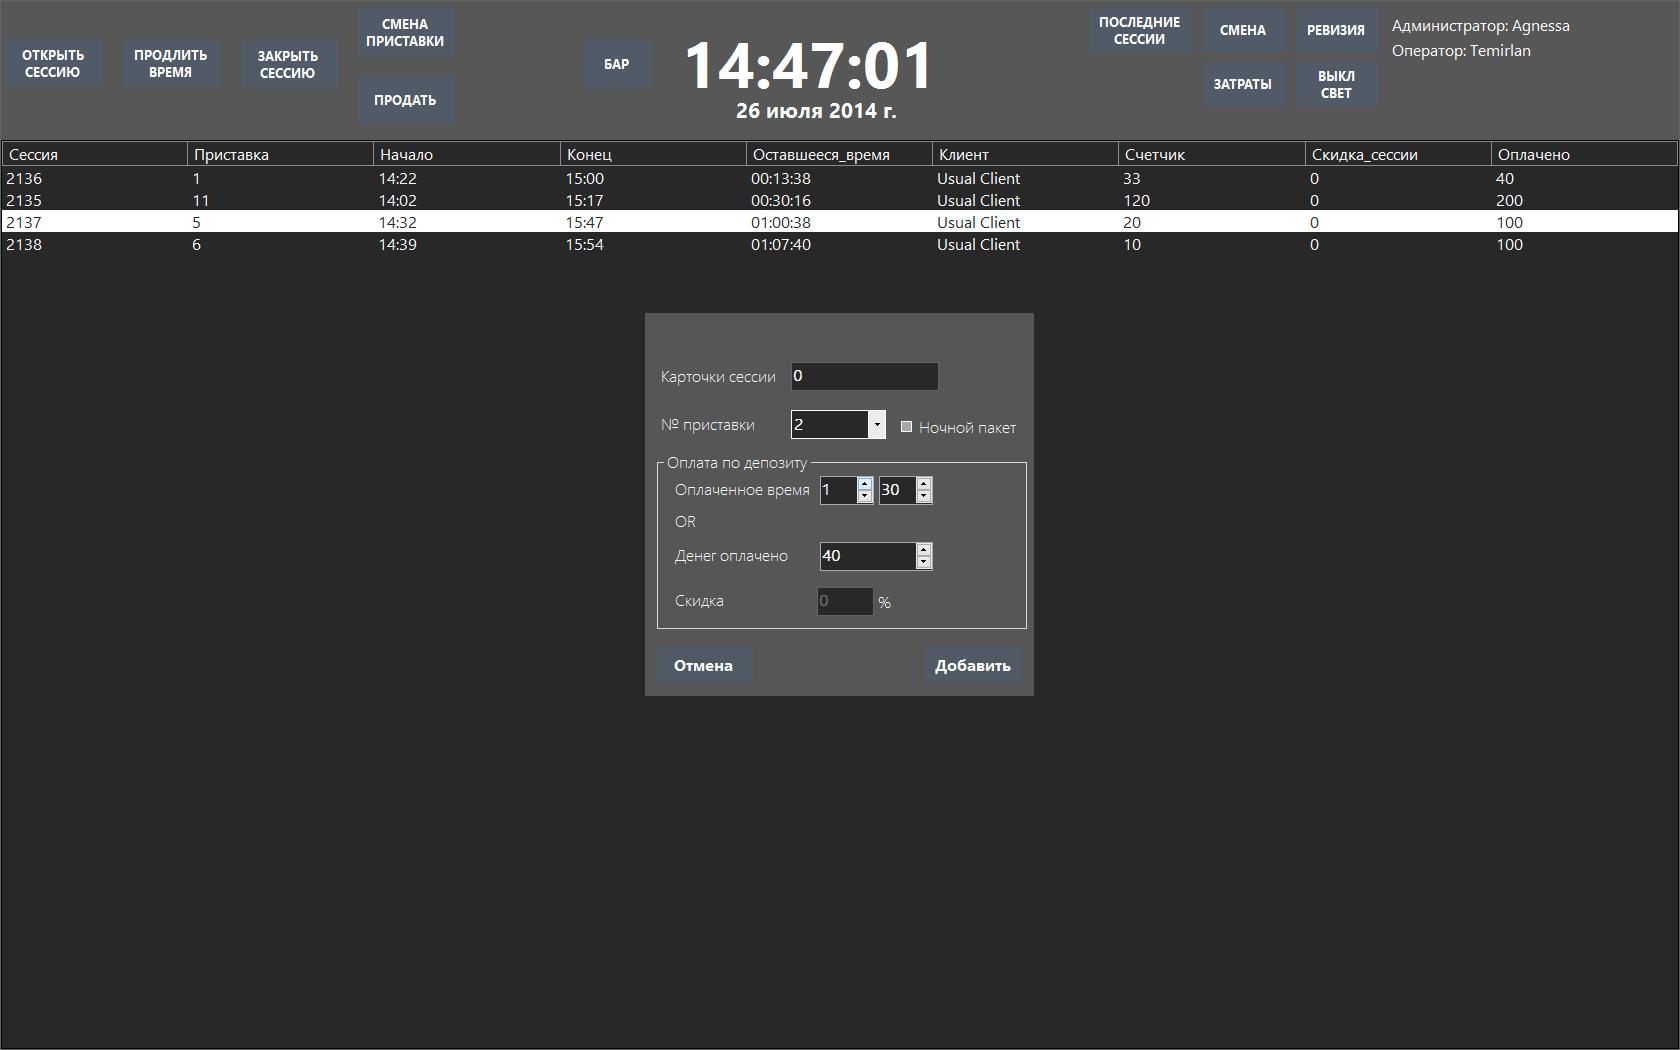 ОТКРЫТЬ
СЕССИЮ
ПРОДЛИТЬ
ВРЕМЯ
ЗАКРЫТЬ
СЕССИЮ
СМЕНА
ПРИСТАВКИ
ПРОДАТЬ
БАР
14:47:01
26 июля 2014 г.
ПОСЛЕДНИЕ
СЕССИИ
СМЕНА
РЕВИЗИЯ
ЗАТРАТЫ
ВЫКЛ
СВЕТ
Администратор: Agnessa
Оператор: Temirlan
Сессия Приставка Начало Конец Оставшееся_время Клиент Счетчик Скидка_сессии Оплачено
2136 1 14:22 15:00 00:13:38 Usual Client 33 0 40
2135 11 14:02 15:17 00:30:16 Usual Client 120 0 200
2137 5 14:32 15:47 01:00:38 Usual Client 20 0 100
2138 6 14:39 15:54 01:07:40 Usual Client 10 0 100
Карточки сессии 0
№ приставки 2 Ночной пакет
Оплата по депозиту
Оплаченное время 1 30
OR
Денег оплачено 40
Скидка 0 %
Отмена Добавить